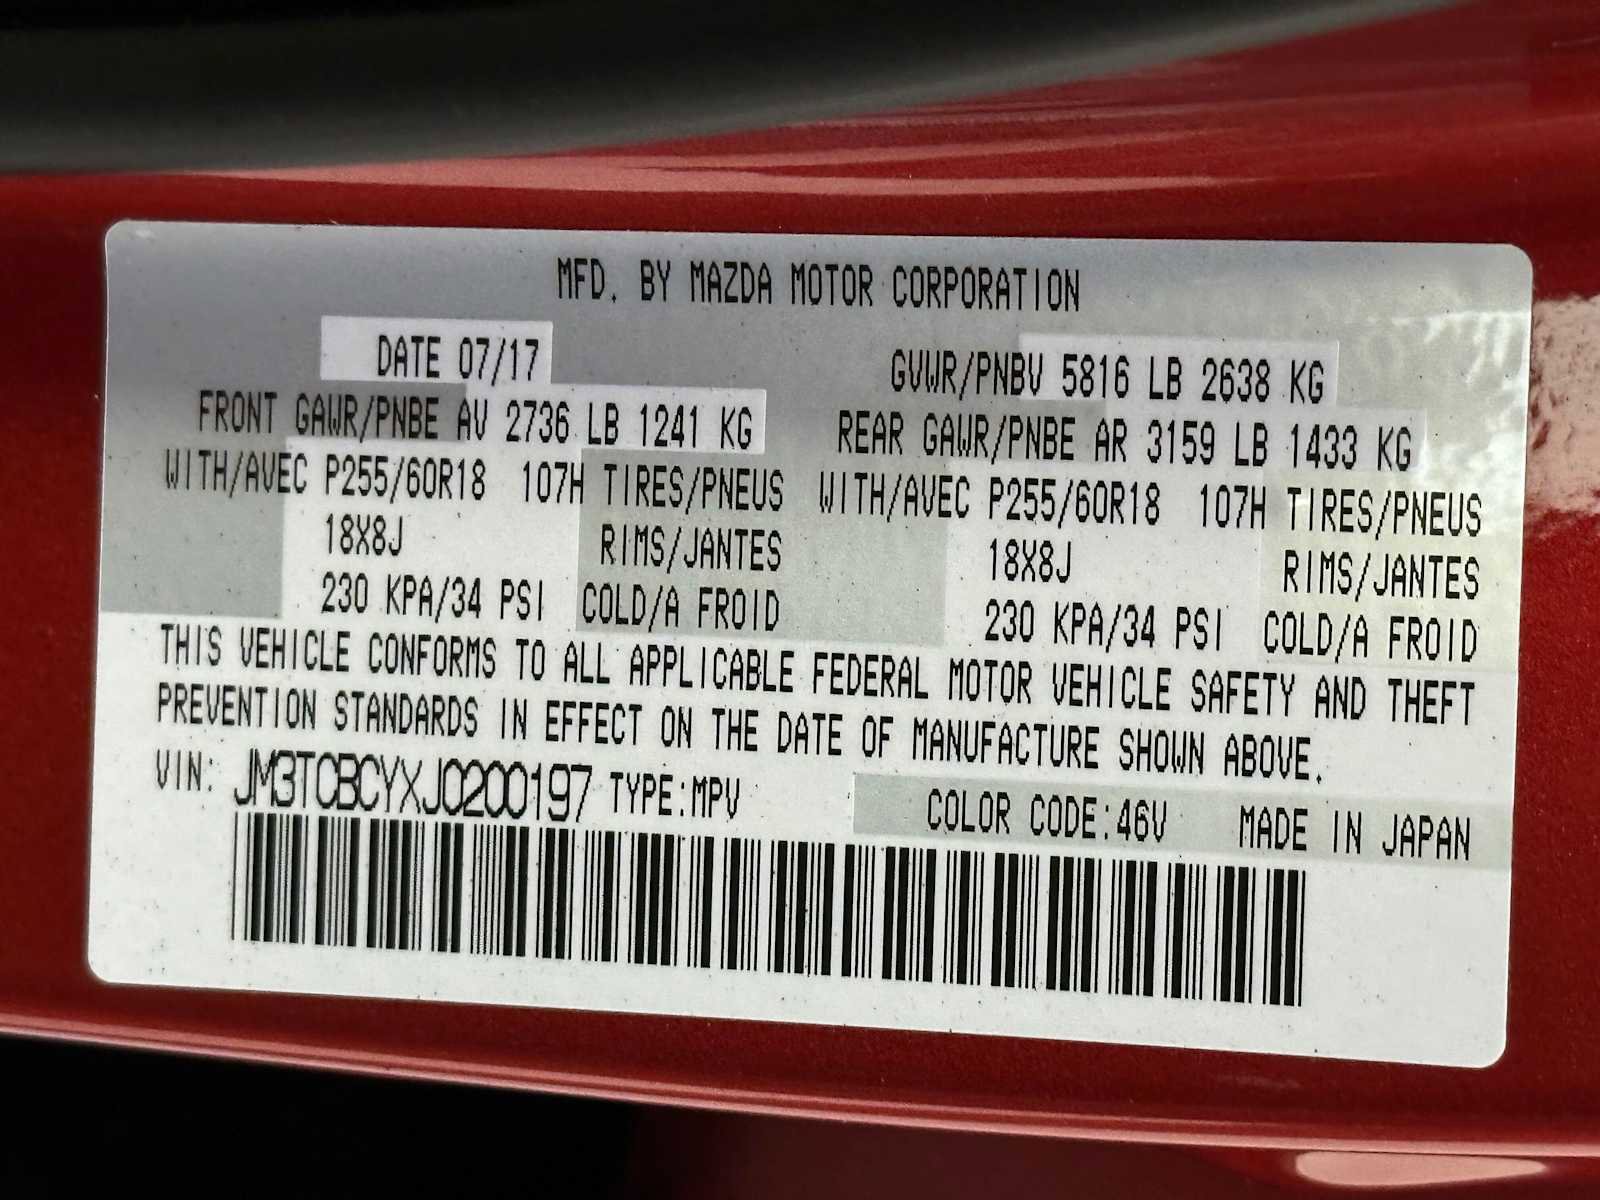 MFD. BY MAZDA MOTOR CORPORATION
DATE 07/17 GVWR/PNBV 5816 LB 2638 KG
FRONT GAWR/PNBE AV 2736 LB 1241 KG REAR GAWR/PNBE AR 3159 LB 1433 KG
WITH/AVEC P255/60R18 107H TIRES/PNEUS WITH/AVEC P255/60R18 107H TIRES/PNEUS
18X8J RIMS/JANTES 18X8J RIMS/JANTES
230 KPA/34 PSI COLD/A FROID 230 KPA/34 PSI COLD/A FROID
THIS VEHICLE CONFORMS TO ALL APPLICABLE FEDERAL MOTOR VEHICLE SAFETY AND THEFT
PREVENTION STANDARDS IN EFFECT ON THE DATE OF MANUFACTURE SHOWN ABOVE.
VIN: JM3TCBCYXJ0200197 TYPE:MPV COLOR CODE:46V MADE IN JAPAN